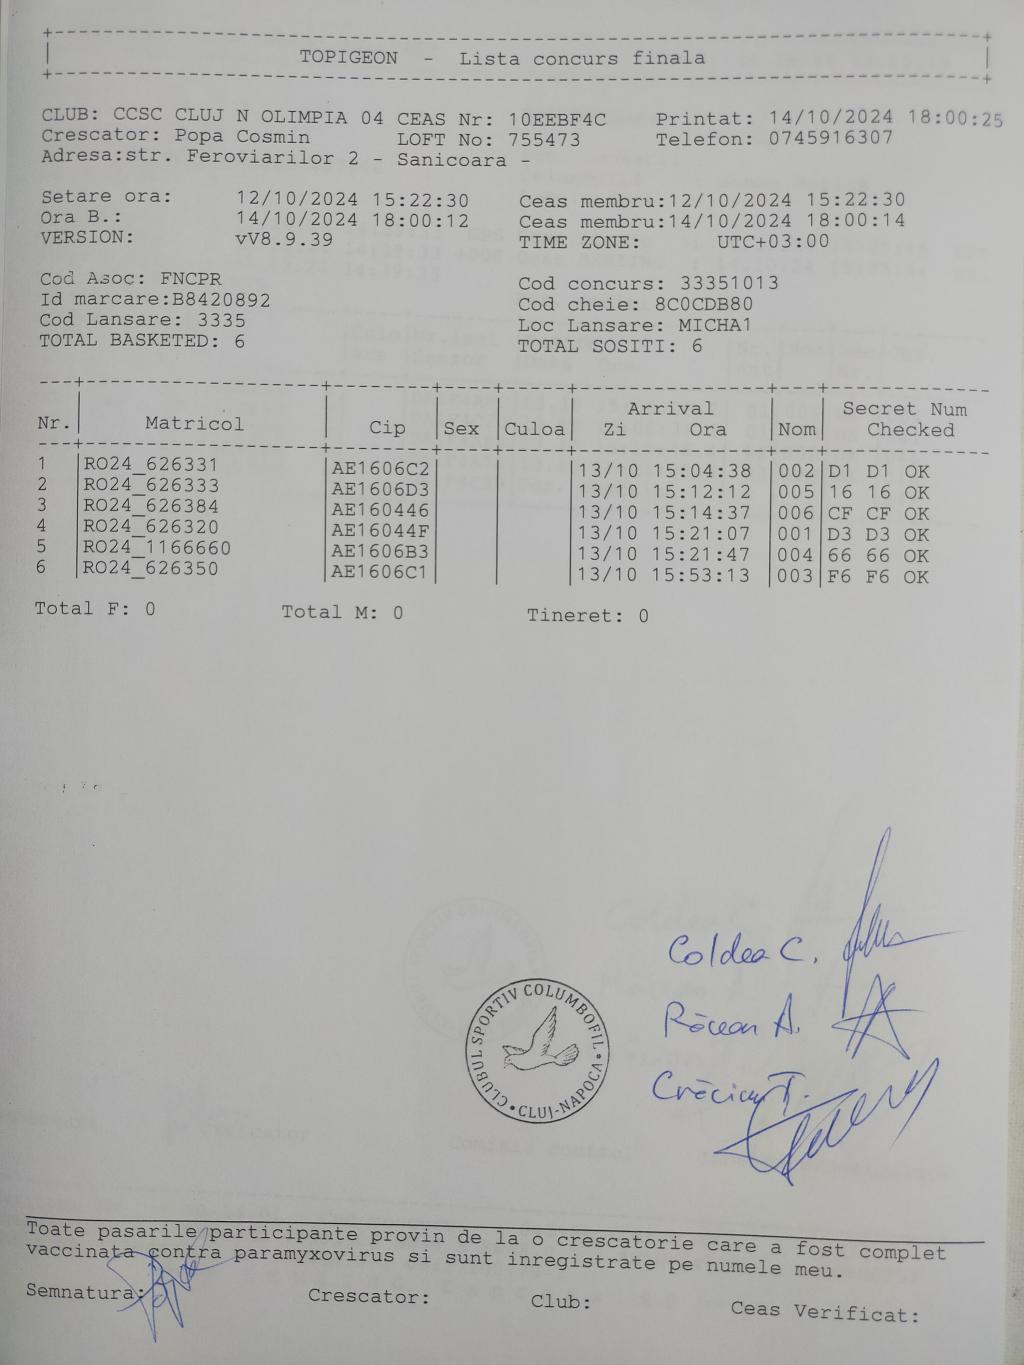 TOPIGEON - Lista concurs finala
CLUB: CCSC CLUJ N OLIMPIA 04 CEAS Nr: 10EEBF4C Printat: 14/10/2024 18:00:25
Crescator: Popa Cosmin LOFT No: 755473 Telefon: 0745916307
Adresa:str. Feroviarilor 2 - Sanicoara -
Setare ora: 12/10/2024 15:22:30 Ceas membru:12/10/2024 15:22:30
Ora B.: 14/10/2024 18:00:12 Ceas membru:14/10/2024 18:00:14
VERSION: vV8.9.39 TIME ZONE: UTC+03:00
Cod Asoc: FNCPR Cod concurs: 33351013
Id marcare:B8420892 Cod cheie: 8C0CDB80
Cod Lansare: 3335 Loc Lansare: MICHA1
TOTAL BASKETED: 6 TOTAL SOSITI: 6
Arrival Secret Num
Nr. Matricol Cip Sex Culoa Zi Ora Nom Checked
1 RO24_626331 AE1606C2 13/10 15:04:38 002 D1 D1 OK
2 RO24_626333 AE1606D3 13/10 15:12:12 005 16 16 OK
3 RO24_626384 AE160446 13/10 15:14:37 006 CF CF OK
4 RO24_626320 AE16044F 13/10 15:21:07 001 D3 D3 OK
5 RO24_1166660 AE1606B3 13/10 15:21:47 004 66 66 OK
6 RO24_626350 AE1606C1 13/10 15:53:13 003 F6 F6 OK
Total F: 0 Total M: 0 Tineret: 0
Coldea C.
CLUBUL SPORTIV COLUMBOFIL • CLUJ-NAPOCA •
A.
T.
Toate pasarile participante provin de la o crescatorie care a fost complet
vaccinata contra paramyxovirus si sunt inregistrate pe numele meu.
Semnatura: Crescator: Club: Ceas Verificat: